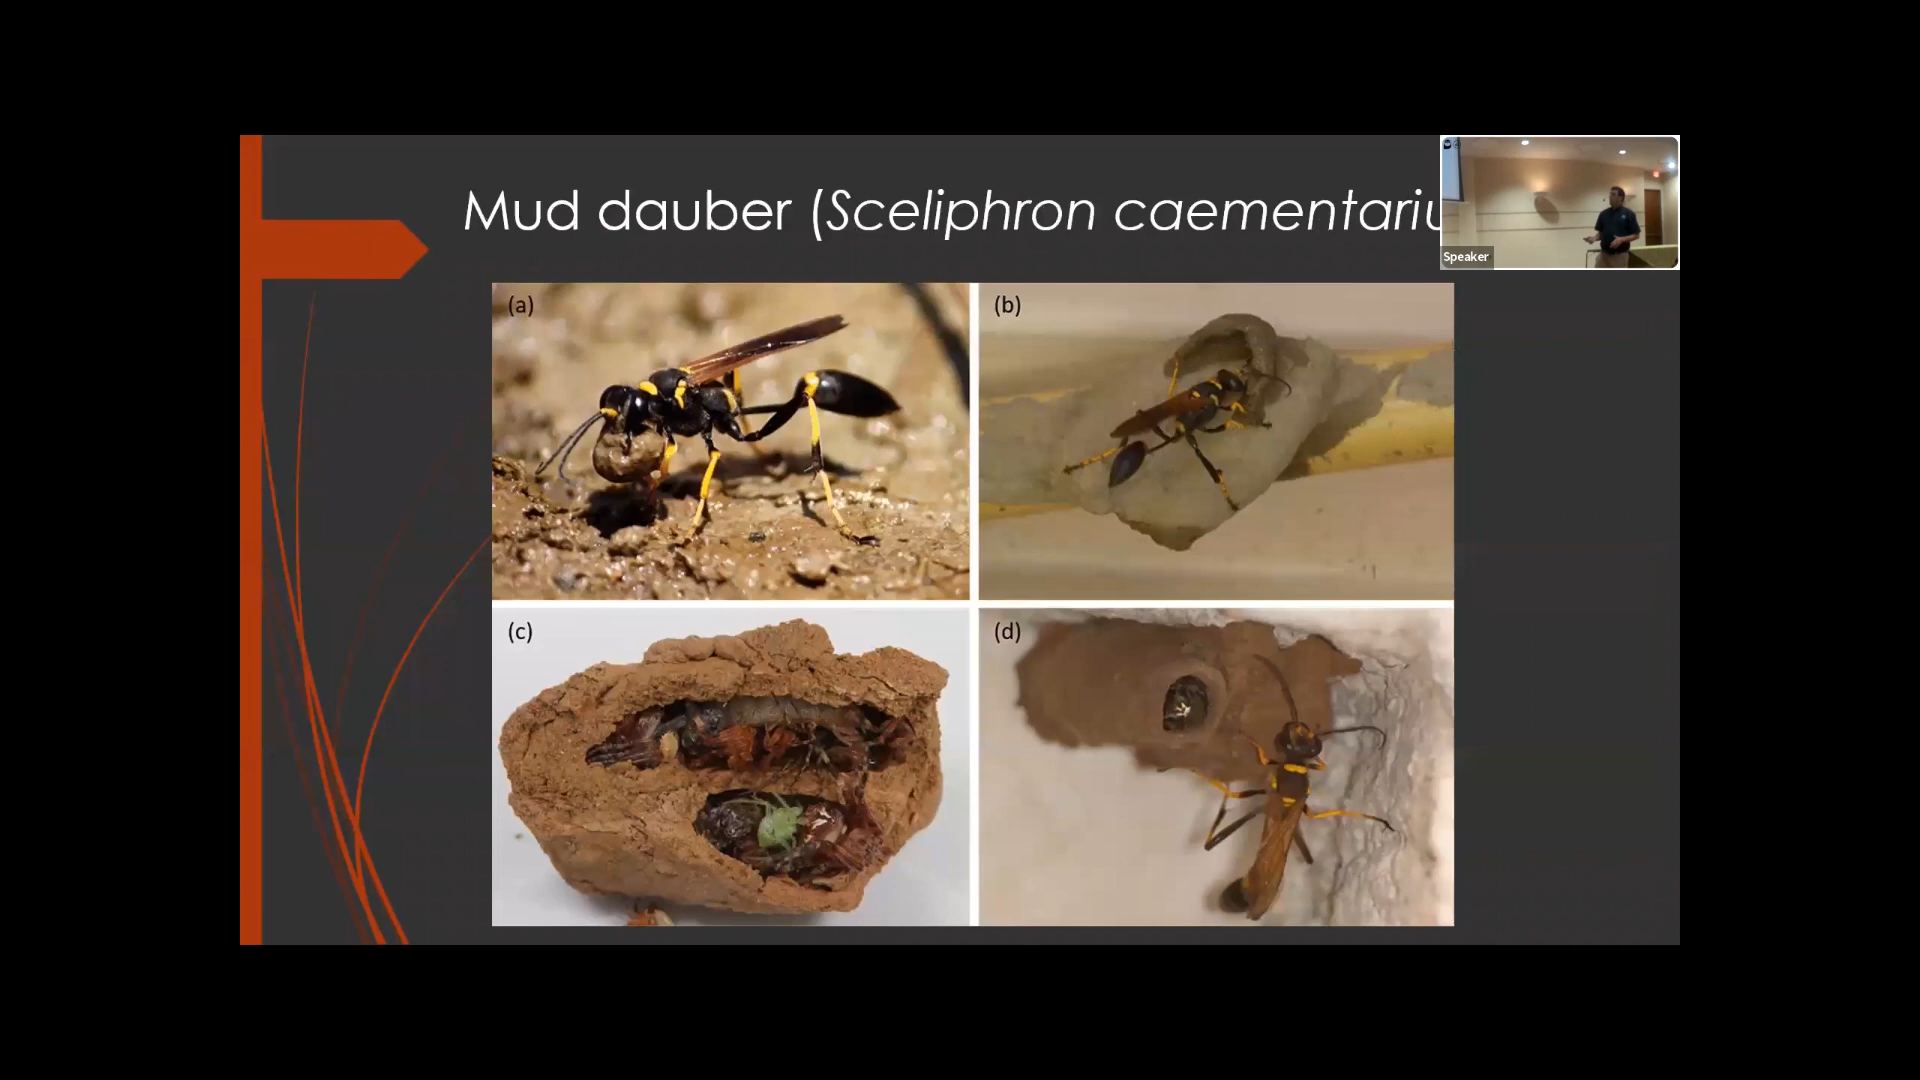 Mud dauber (Sceliphron caementariu
Speaker
(a)
(b)
(c)
(d)